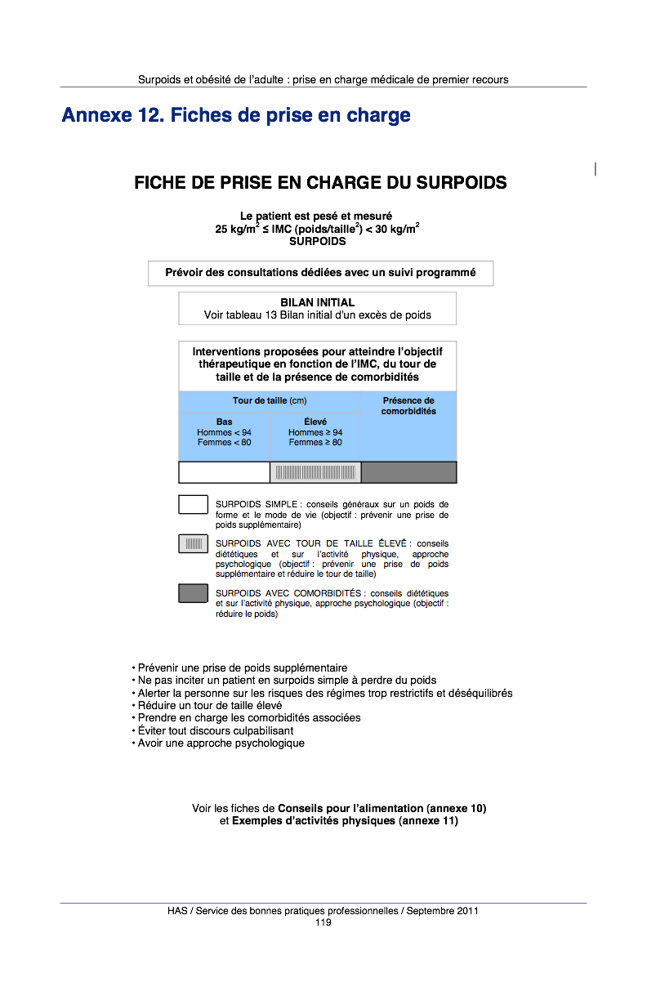 Surpoids et obésité de l'adulte : prise en charge médicale de premier recours
Annexe 12. Fiches de prise en charge
FICHE DE PRISE EN CHARGE DU SURPOIDS
Le patient est pesé et mesuré
25 kg/m² ≤ IMC (poids/taille²) < 30 kg/m²
SURPOIDS
Prévoir des consultations dédiées avec un suivi programmé
BILAN INITIAL
Voir tableau 13 Bilan initial d'un excès de poids
Interventions proposées pour atteindre l'objectif
thérapeutique en fonction de l'IMC, du tour de
taille et de la présence de comorbidités
Tour de taille (cm)
Présence de
comorbidités
Bas
Hommes < 94
Femmes < 80
Élevé
Hommes ≥ 94
Femmes ≥ 80
SURPOIDS SIMPLE : conseils généraux sur un poids de
forme et le mode de vie (objectif : prévenir une prise de
poids supplémentaire)
SURPOIDS AVEC TOUR DE TAILLE ÉLEVÉ : conseils
diététiques et sur l'activité physique, approche
psychologique (objectif : prévenir une prise de poids
supplémentaire et réduire le tour de taille)
SURPOIDS AVEC COMORBIDITÉS : conseils diététiques
et sur l'activité physique, approche psychologique (objectif :
réduire le poids)
• Prévenir une prise de poids supplémentaire
• Ne pas inciter un patient en surpoids simple à perdre du poids
• Alerter la personne sur les risques des régimes trop restrictifs et déséquilibrés
• Réduire un tour de taille élevé
• Prendre en charge les comorbidités associées
• Éviter tout discours culpabilisant
• Avoir une approche psychologique
Voir les fiches de Conseils pour l'alimentation (annexe 10)
et Exemples d'activités physiques (annexe 11)
HAS / Service des bonnes pratiques professionnelles / Septembre 2011
119